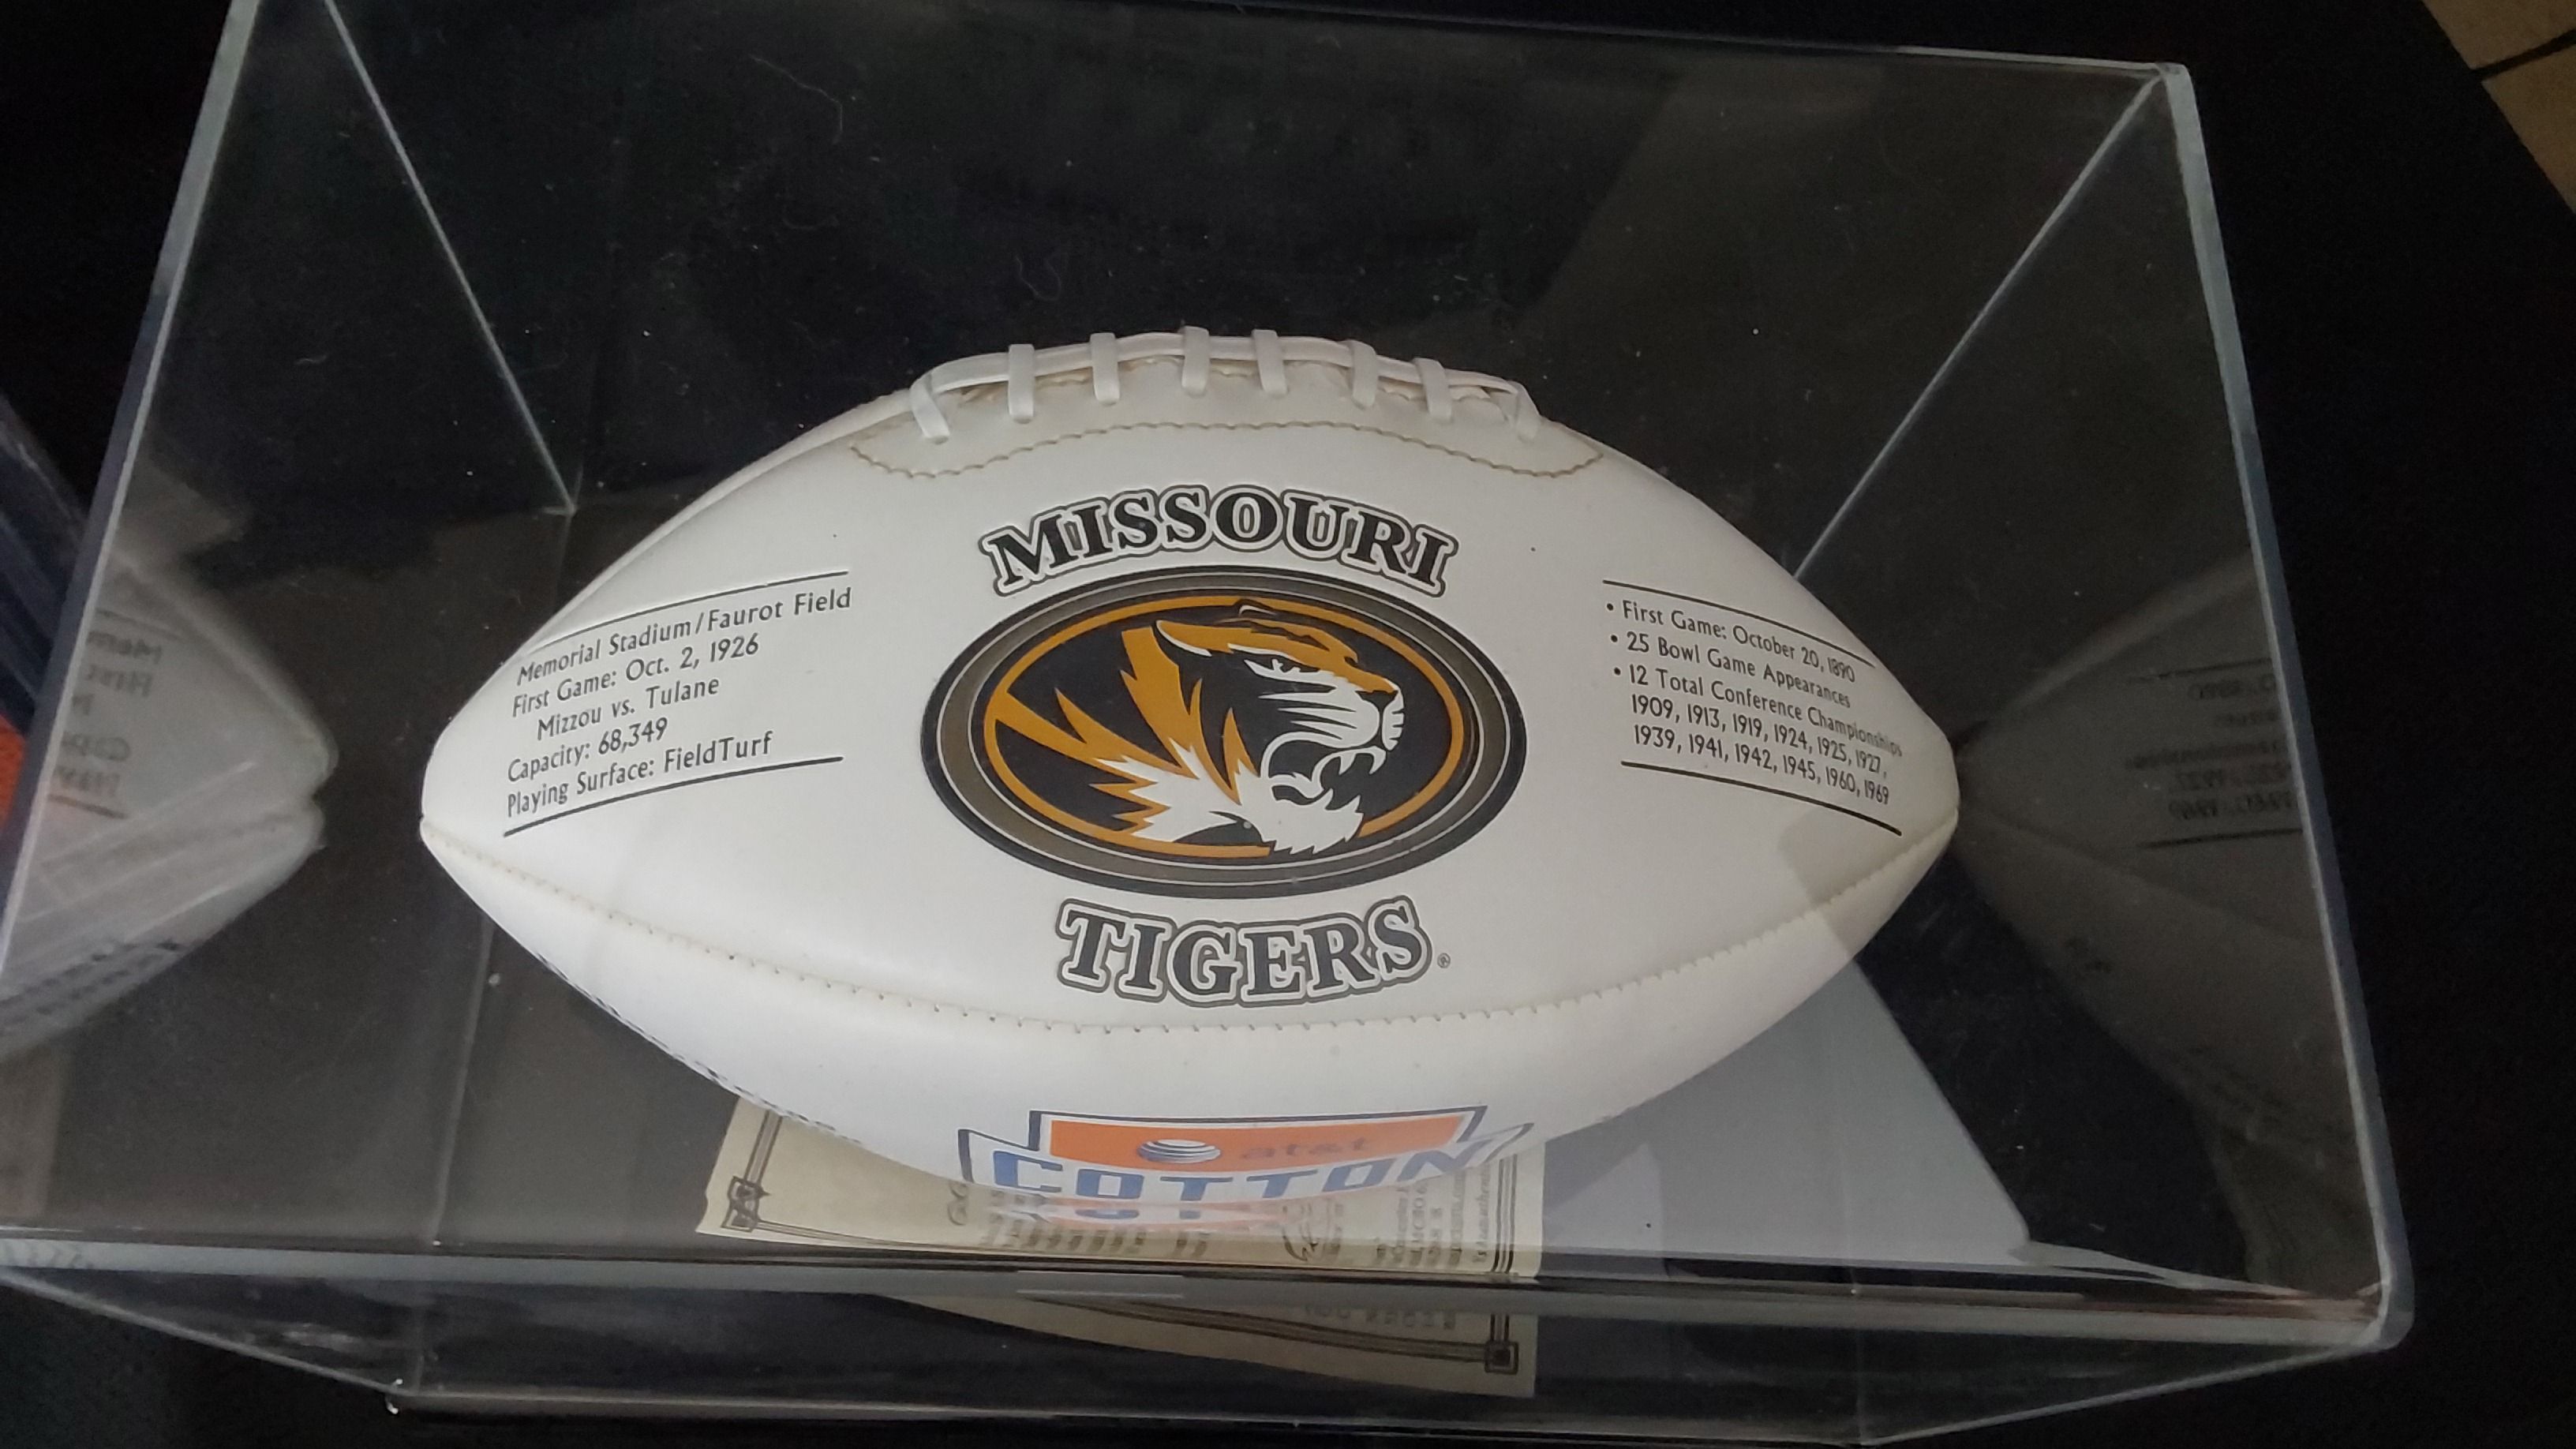 MISSOURI
TIGERS®
Memorial Stadium/Faurot Field
First Game: Oct. 2, 1926
Mizzou vs. Tulane
Capacity: 68,349
Playing Surface: FieldTurf
• First Game: October 20, 1890
• 25 Bowl Game Appearances
• 12 Total Conference Championships
1909, 1913, 1919, 1924, 1925, 1927,
1939, 1941, 1942, 1945, 1960, 1969
at&t
COTTON